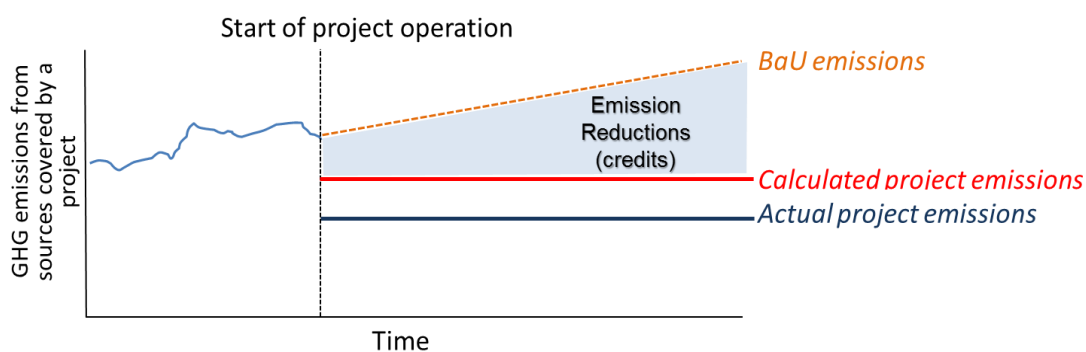 Start of project operation
GHG emissions from
sources covered by a
project
BaU emissions
Emission
Reductions
(credits)
Calculated project emissions
Actual project emissions
Time